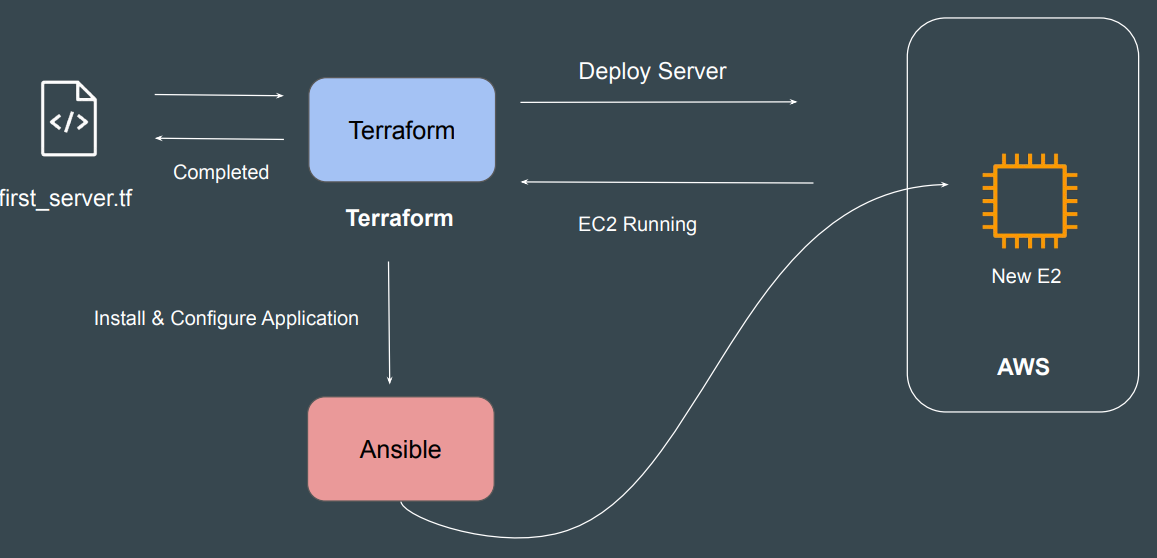 Deploy Server
</>
Terraform
Completed
first_server.tf
Terraform
EC2 Running
New E2
Install & Configure Application
AWS
Ansible